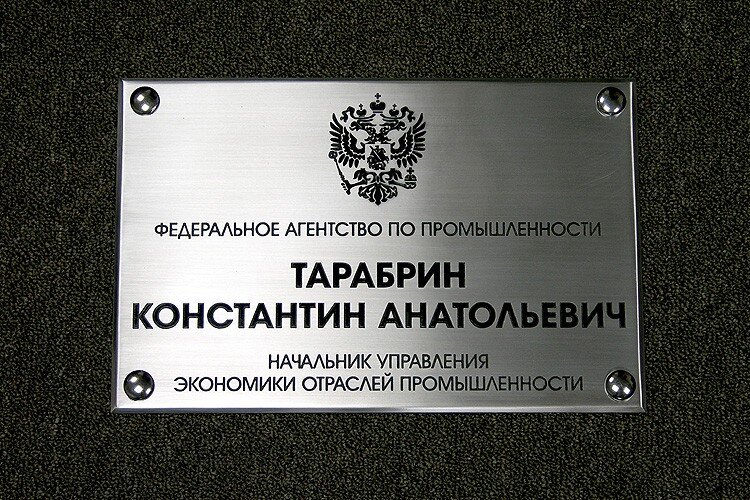 ФЕДЕРАЛЬНОЕ АГЕНТСТВО ПО ПРОМЫШЛЕННОСТИ
ТАРАБРИН
КОНСТАНТИН АНАТОЛЬЕВИЧ
НАЧАЛЬНИК УПРАВЛЕНИЯ
ЭКОНОМИКИ ОТРАСЛЕЙ ПРОМЫШЛЕННОСТИ